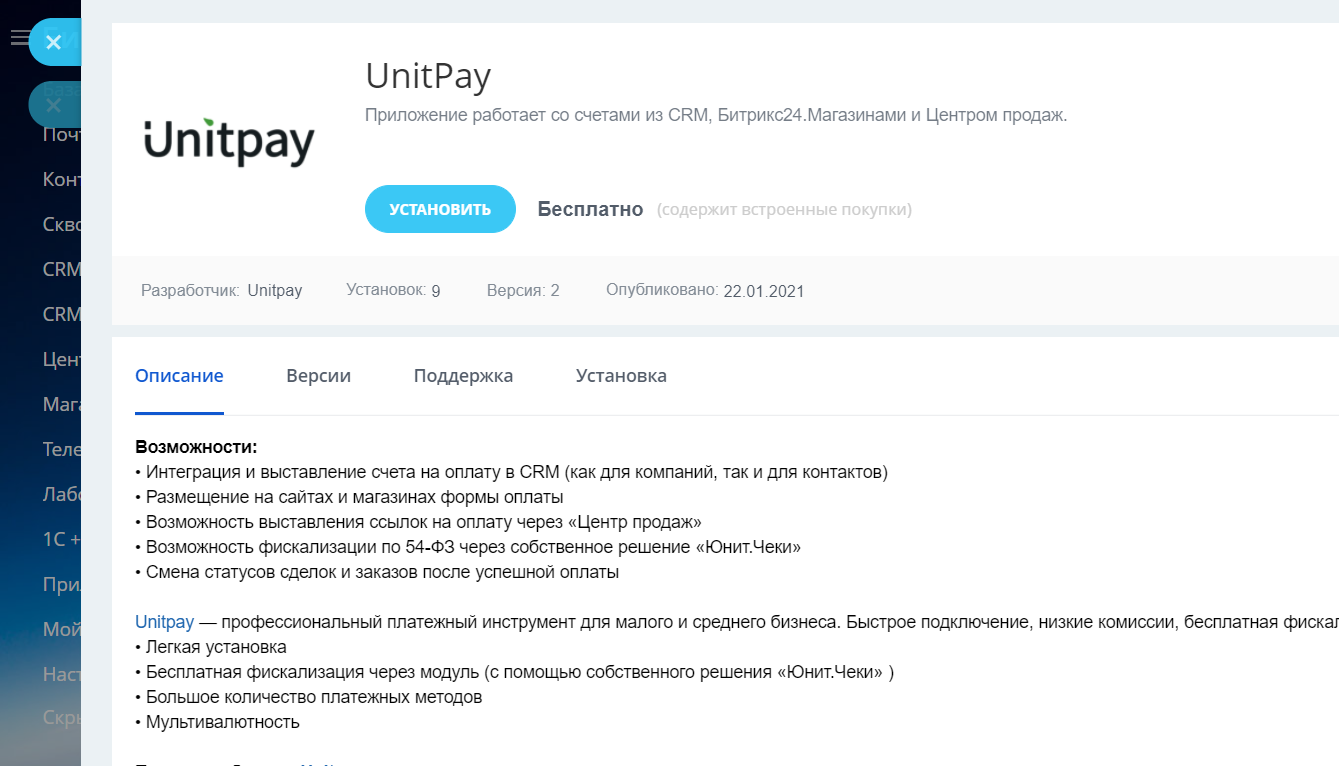 UnitPay
Приложение работает со счетами из CRM, Битрикс24.Магазинами и Центром продаж.
Unitpay
УСТАНОВИТЬ
Бесплатно (содержит встроенные покупки)
Разработчик: Unitpay Установок: 9 Версия: 2 Опубликовано: 22.01.2021
Описание Версии Поддержка Установка
Возможности:
• Интеграция и выставление счета на оплату в CRM (как для компаний, так и для контактов)
• Размещение на сайтах и магазинах формы оплаты
• Возможность выставления ссылок на оплату через «Центр продаж»
• Возможность фискализации по 54-ФЗ через собственное решение «Юнит.Чеки»
• Смена статусов сделок и заказов после успешной оплаты
Unitpay — профессиональный платежный инструмент для малого и среднего бизнеса. Быстрое подключение, низкие комиссии, бесплатная фискал
• Легкая установка
• Бесплатная фискализация через модуль (с помощью собственного решения «Юнит.Чеки» )
• Большое количество платежных методов
• Мультивалютность
База
Почт
Конт
Скво
CRM
CRM
Цент
Мага
Теле
Лабо
1С +
При
Мой
Наст
Скры